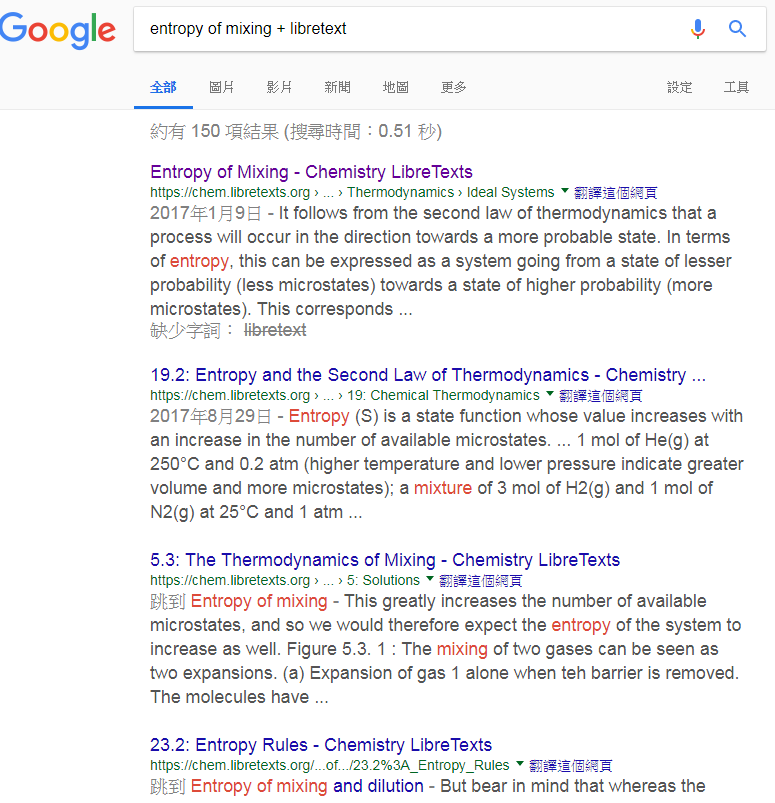 Google
entropy of mixing + libretext
全部 圖片 影片 新聞 地圖 更多 設定 工具
約有 150 項結果 (搜尋時間：0.51 秒)
Entropy of Mixing - Chemistry LibreTexts
https://chem.libretexts.org › ... › Thermodynamics › Ideal Systems ▼ 翻譯這個網頁
2017年1月9日 - It follows from the second law of thermodynamics that a
process will occur in the direction towards a more probable state. In terms
of entropy, this can be expressed as a system going from a state of lesser
probability (less microstates) towards a state of higher probability (more
microstates). This corresponds ...
缺少字詞： libretext
19.2: Entropy and the Second Law of Thermodynamics - Chemistry ...
https://chem.libretexts.org › ... › 19: Chemical Thermodynamics ▼ 翻譯這個網頁
2017年8月29日 - Entropy (S) is a state function whose value increases with
an increase in the number of available microstates. ... 1 mol of He(g) at
250°C and 0.2 atm (higher temperature and lower pressure indicate greater
volume and more microstates); a mixture of 3 mol of H2(g) and 1 mol of
N2(g) at 25°C and 1 atm ...
5.3: The Thermodynamics of Mixing - Chemistry LibreTexts
https://chem.libretexts.org › ... › 5: Solutions ▼ 翻譯這個網頁
跳到 Entropy of mixing - This greatly increases the number of available
microstates, and so we would therefore expect the entropy of the system to
increase as well. Figure 5.3. 1 : The mixing of two gases can be seen as
two expansions. (a) Expansion of gas 1 alone when teh barrier is removed.
The molecules have ...
23.2: Entropy Rules - Chemistry LibreTexts
https://chem.libretexts.org/...of.../23.2%3A_Entropy_Rules ▼ 翻譯這個網頁
跳到 Entropy of mixing and dilution - But bear in mind that whereas the